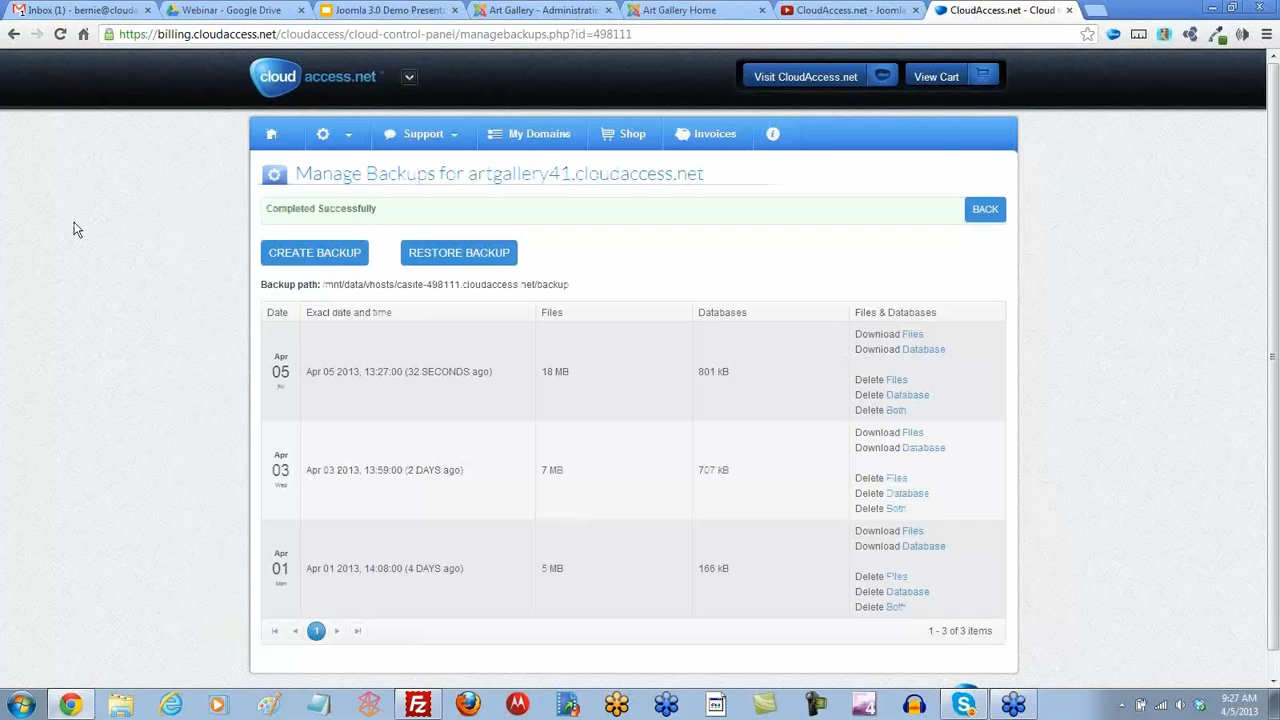 Inbox (1) - bernie@clouda
Webinar - Google Drive
Joomla 3.0 Demo Present
Art Gallery - Administratio
Art Gallery Home
CloudAccess.net - Joomla
CloudAccess.net - Cloud
https://billing.cloudaccess.net/cloudaccess/cloud-control-panel/managebackups.php?id=498111
cloudaccess.net
Visit CloudAccess.net
View Cart
Support
My Domains
Shop
Invoices
Manage Backups for artgallery41.cloudaccess.net
Completed Successfully
BACK
CREATE BACKUP
RESTORE BACKUP
Backup path: /mnt/data/vhosts/casite-498111.cloudaccess.net/backup
Date
Exact date and time
Files
Databases
Files & Databases
Apr
05
Fri
Apr 05 2013, 13:27:00 (32 SECONDS ago)
18 MB
801 kB
Download Files
Download Database
Delete Files
Delete Database
Delete Both
Apr
03
Wed
Apr 03 2013, 13:59:00 (2 DAYS ago)
7 MB
707 kB
Download Files
Download Database
Delete Files
Delete Database
Delete Both
Apr
01
Mon
Apr 01 2013, 14:08:00 (4 DAYS ago)
5 MB
166 kB
Download Files
Download Database
Delete Files
Delete Database
Delete Both
1
1 - 3 of 3 items
9:27 AM
4/5/2013